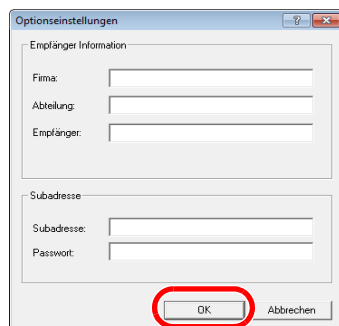 Optionseinstellungen
Empfänger Information
Firma:
Abteilung:
Empfänger:
Subadresse
Subadresse:
Passwort:
OK Abbrechen